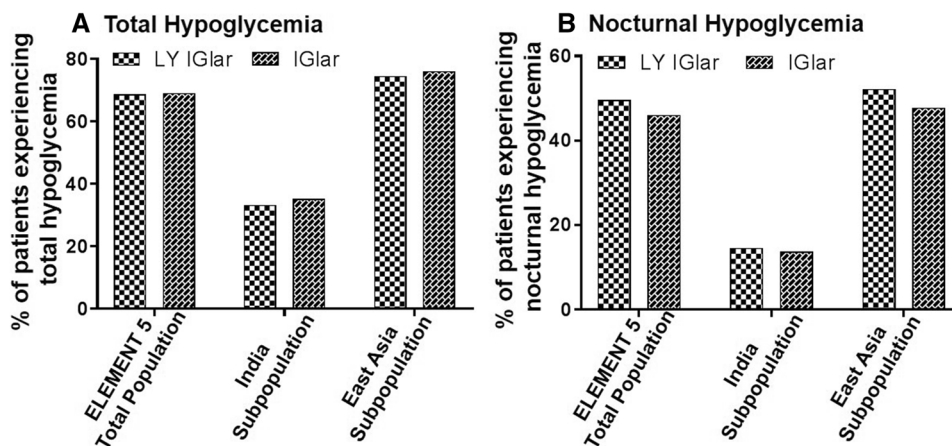 A Total Hypoglycemia
LY IGlar IGlar
% of patients experiencing
total hypoglycemia
80
60
40
20
0
ELEMENT 5
Total Population
India
Subpopulation
East Asia
Subpopulation
B Nocturnal Hypoglycemia
LY IGlar IGlar
% of patients experiencing
nocturnal hypoglycemia
60
40
20
0
ELEMENT 5
Total Population
India
Subpopulation
East Asia
Subpopulation